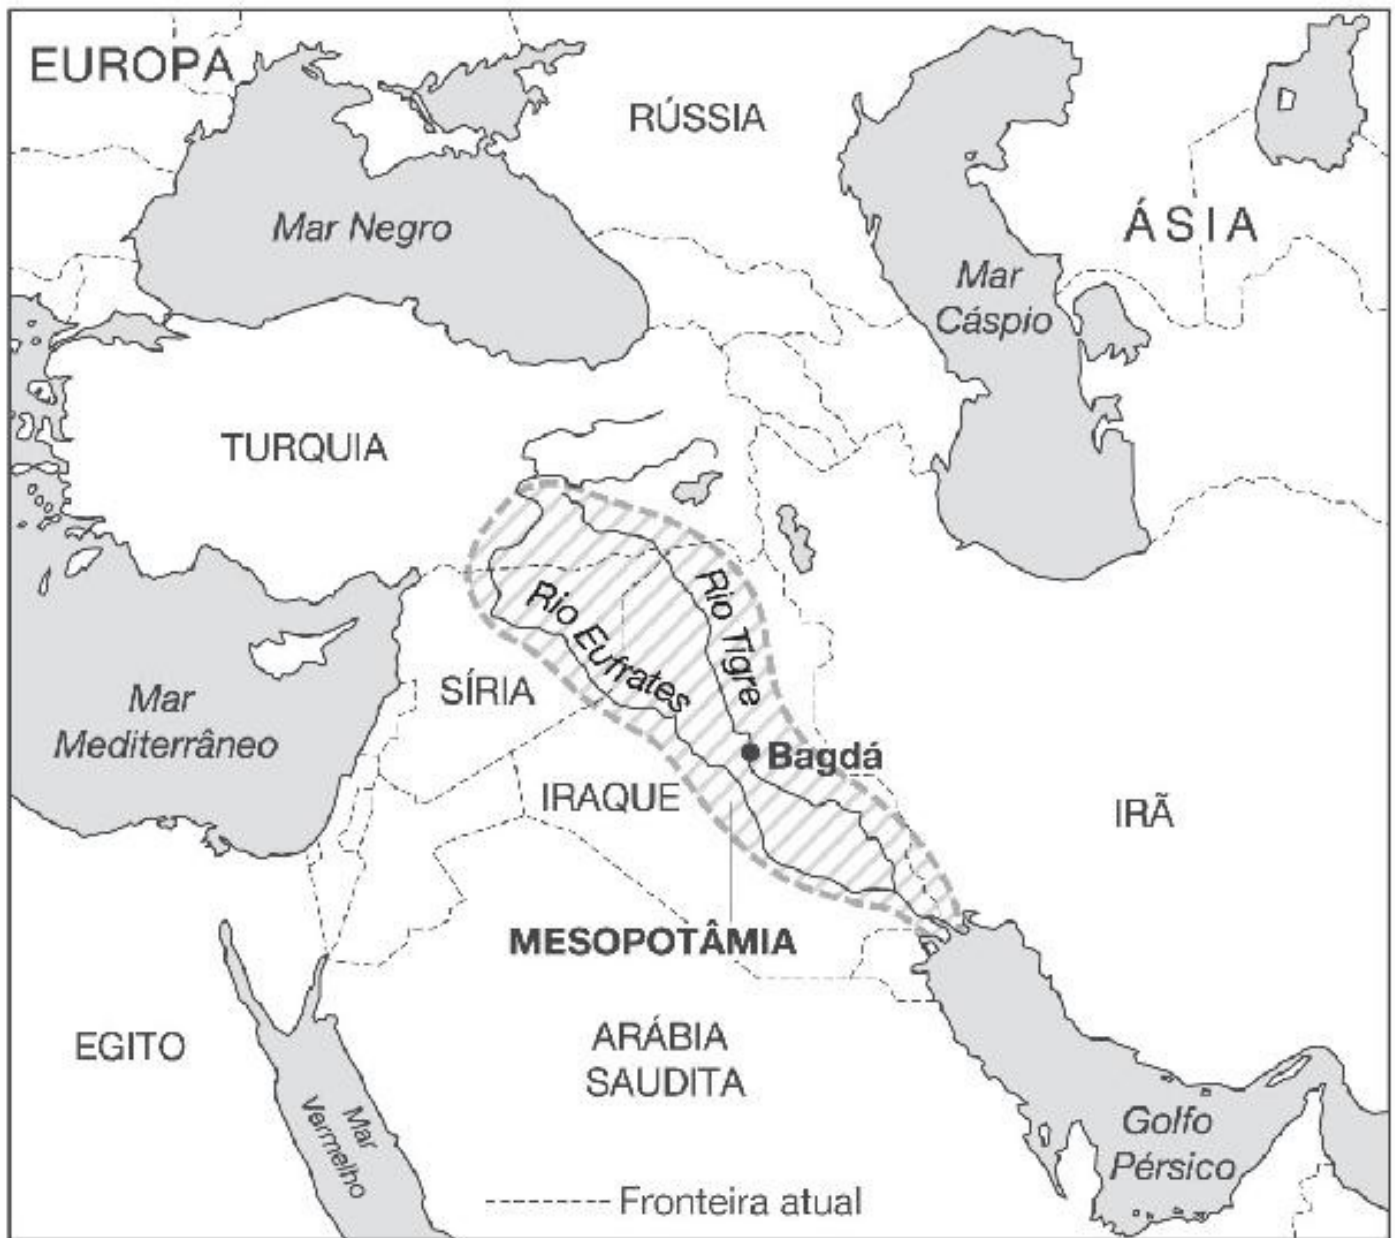 EUROPA
RÚSSIA
ÁSIA
Mar Negro
Mar
Cáspio
TURQUIA
Rio Tigre
Rio Eufrates
SÍRIA
Mar
Mediterrâneo
Bagdá
IRAQUE
IRÃ
MESOPOTÂMIA
EGITO
ARÁBIA
SAUDITA
Mar
Vermelho
Golfo
Pérsico
Fronteira atual